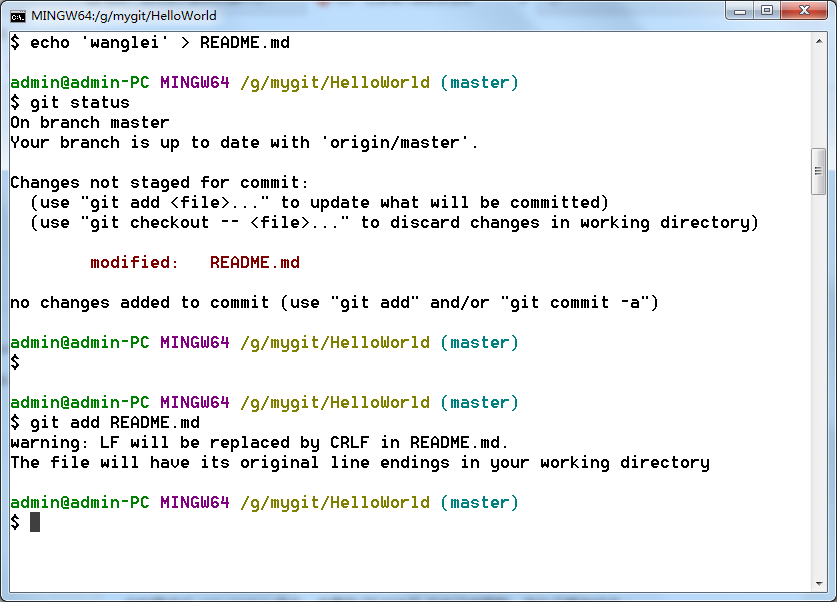 MINGW64:/g/mygit/HelloWorld
$ echo 'wanglei' > README.md
admin@admin-PC MINGW64 /g/mygit/HelloWorld (master)
$ git status
On branch master
Your branch is up to date with 'origin/master'.
Changes not staged for commit:
  (use "git add <file>..." to update what will be committed)
  (use "git checkout -- <file>..." to discard changes in working directory)
        modified:   README.md
no changes added to commit (use "git add" and/or "git commit -a")
admin@admin-PC MINGW64 /g/mygit/HelloWorld (master)
$
admin@admin-PC MINGW64 /g/mygit/HelloWorld (master)
$ git add README.md
warning: LF will be replaced by CRLF in README.md.
The file will have its original line endings in your working directory
admin@admin-PC MINGW64 /g/mygit/HelloWorld (master)
$